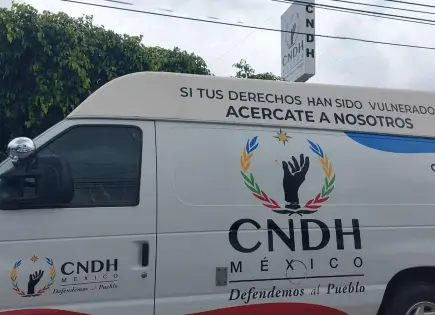 CNDH
SI TUS DERECHOS HAN SIDO VULNERADO
ACERCATE A NOSOTROS
CNDH
MÉXICO
Defendemos al Pueblo
CNDH
MÉXICO
Defendemos al Pueblo